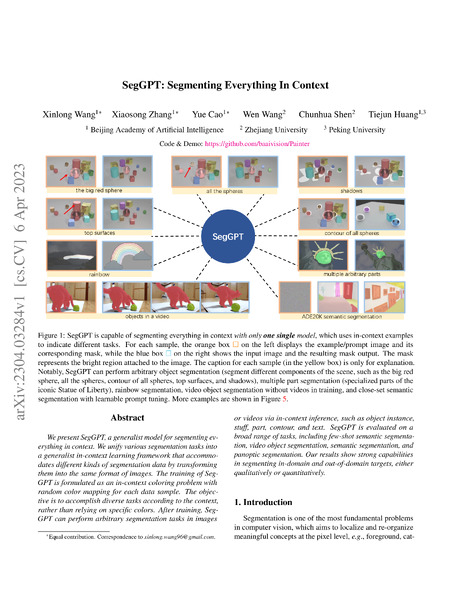 SegGPT: Segmenting Everything In Context
Xinlong Wang1* Xiaosong Zhang1* Yue Cao1* Wen Wang2 Chunhua Shen2 Tiejun Huang1,3
1 Beijing Academy of Artificial Intelligence 2 Zhejiang University 3 Peking University
Code & Demo: https://github.com/baaivision/Painter
arXiv:2304.03284v1 [cs.CV] 6 Apr 2023
the big red sphere
all the spheres
shadows
top surfaces
SegGPT
contour of all spheres
rainbow
multiple arbitrary parts
objects in a video
ADE20K semantic segmentation
Figure 1: SegGPT is capable of segmenting everything in context with only one single model, which uses in-context examples
to indicate different tasks. For each sample, the orange box □ on the left displays the example/prompt image and its
corresponding mask, while the blue box □ on the right shows the input image and the resulting mask output. The mask
represents the bright region attached to the image. The caption for each sample (in the yellow box) is only for explanation.
Notably, SegGPT can perform arbitrary object segmentation (segment different components of the scene, such as the big red
sphere, all the spheres, contour of all spheres, top surfaces, and shadows), multiple part segmentation (specialized parts of the
iconic Statue of Liberty), rainbow segmentation, video object segmentation without videos in training, and close-set semantic
segmentation with learnable prompt tuning. More examples are shown in Figure 5.
Abstract
We present SegGPT, a generalist model for segmenting ev-
erything in context. We unify various segmentation tasks into
a generalist in-context learning framework that accommo-
dates different kinds of segmentation data by transforming
them into the same format of images. The training of Seg-
GPT is formulated as an in-context coloring problem with
random color mapping for each data sample. The objec-
tive is to accomplish diverse tasks according to the context,
rather than relying on specific colors. After training, Seg-
GPT can perform arbitrary segmentation tasks in images
*Equal contribution. Correspondence to xinlong.wang96@gmail.com.
or videos via in-context inference, such as object instance,
stuff, part, contour, and text. SegGPT is evaluated on a
broad range of tasks, including few-shot semantic segmenta-
tion, video object segmentation, semantic segmentation, and
panoptic segmentation. Our results show strong capabilities
in segmenting in-domain and out-of-domain targets, either
qualitatively or quantitatively.
1. Introduction
Segmentation is one of the most fundamental problems
in computer vision, which aims to localize and re-organize
meaningful concepts at the pixel level, e.g., foreground, cat-